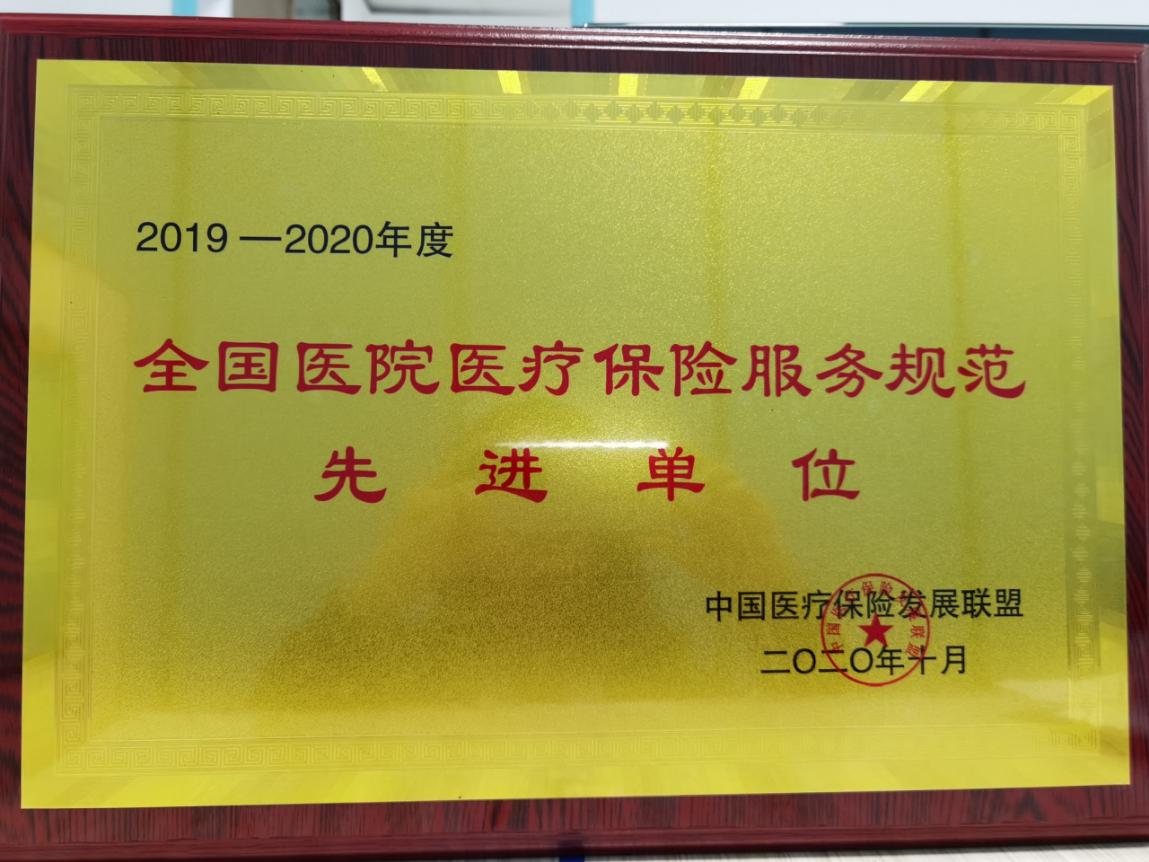 2019—2020年度
全国医院医疗保险服务规范
先进单位
中国医疗保险发展联盟
二〇二〇年十月